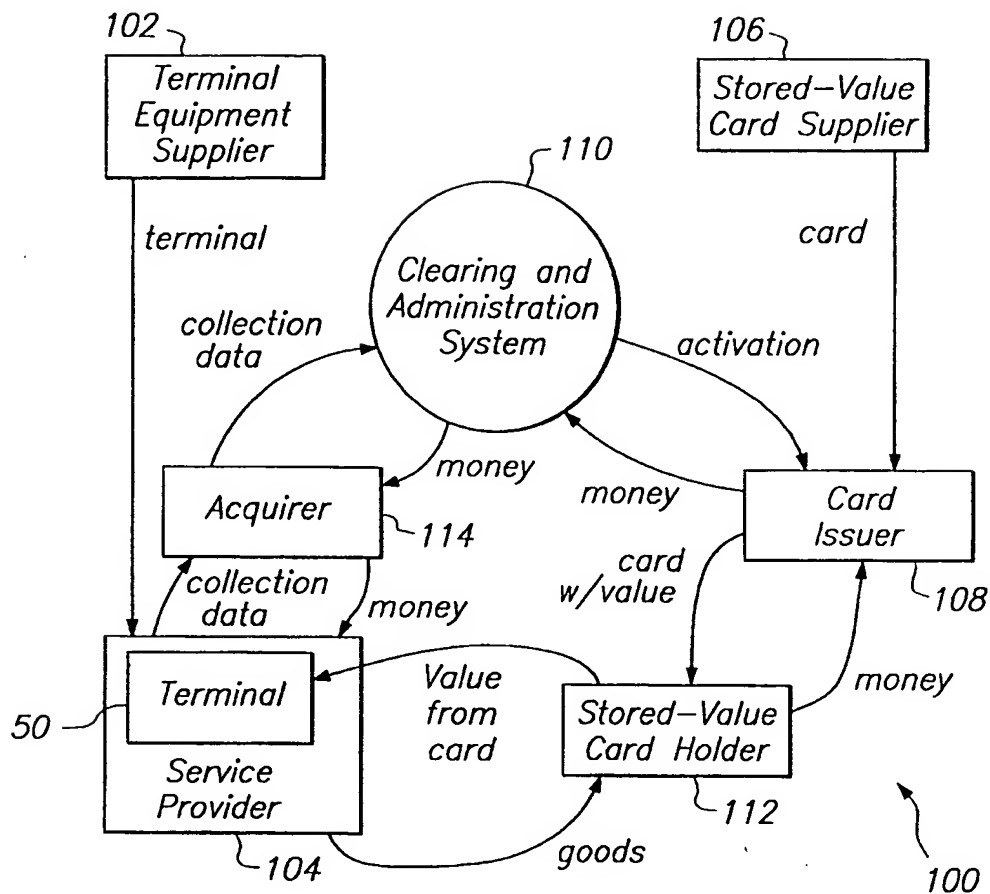 102
106
Terminal
Equipment
Supplier
Stored-Value
Card Supplier
110
terminal
card
Clearing and
Administration
System
collection
data
activation
money
money
Acquirer
114
Card
Issuer
108
collection
data
money
card
w/value
money
Terminal
50
Value
from
card
Stored-Value
Card Holder
112
Service
Provider
104
goods
100